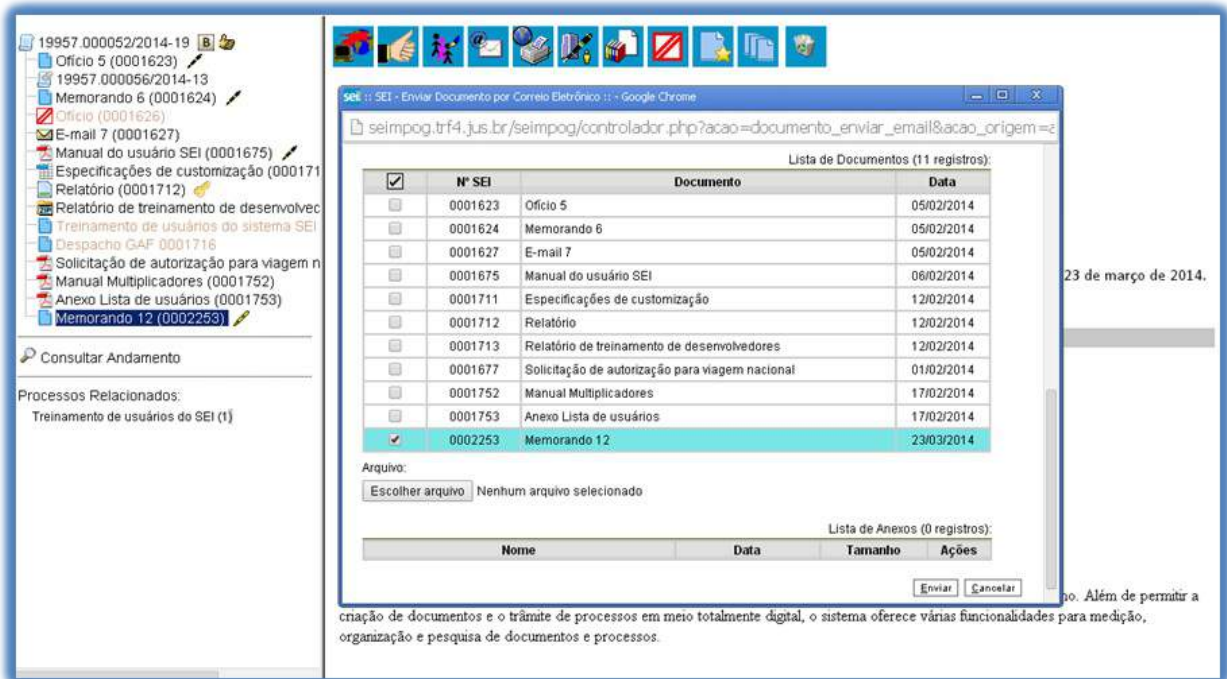 19957.000052/2014-19 B
Ofício 5 (0001623)
19957.000056/2014-13
Memorando 6 (0001624)
Ofício (0001626)
E-mail 7 (0001627)
Manual do usuário SEI (0001675)
Especificações de customização (000171
Relatório (0001712)
Relatório de treinamento de desenvolvec
Treinamento de usuários do sistema SEI
Despacho GAF 0001716
Solicitação de autorização para viagem n
Manual Multiplicadores (0001752)
Anexo Lista de usuários (0001753)
Memorando 12 (0002253)
Consultar Andamento
Processos Relacionados:
Treinamento de usuários do SEI (1)
sei :: SEI - Enviar Documento por Correio Eletrônico :: - Google Chrome
seimpog.trf4.jus.br/seimpog/controlador.php?acao=documento_enviar_email&acao_origem=a
Lista de Documentos (11 registros):
Nº SEI Documento Data
0001623 Ofício 5 05/02/2014
0001624 Memorando 6 05/02/2014
0001627 E-mail 7 05/02/2014
0001675 Manual do usuário SEI 06/02/2014
0001711 Especificações de customização 12/02/2014
0001712 Relatório 12/02/2014
0001713 Relatório de treinamento de desenvolvedores 12/02/2014
0001677 Solicitação de autorização para viagem nacional 01/02/2014
0001752 Manual Multiplicadores 17/02/2014
0001753 Anexo Lista de usuários 17/02/2014
0002253 Memorando 12 23/03/2014
Arquivo:
Escolher arquivo Nenhum arquivo selecionado
Lista de Anexos (0 registros):
Nome Data Tamanho Ações
Enviar Cancelar
23 de março de 2014.
no. Além de permitir a
criação de documentos e o trâmite de processos em meio totalmente digital, o sistema oferece várias funcionalidades para medição,
organização e pesquisa de documentos e processos.